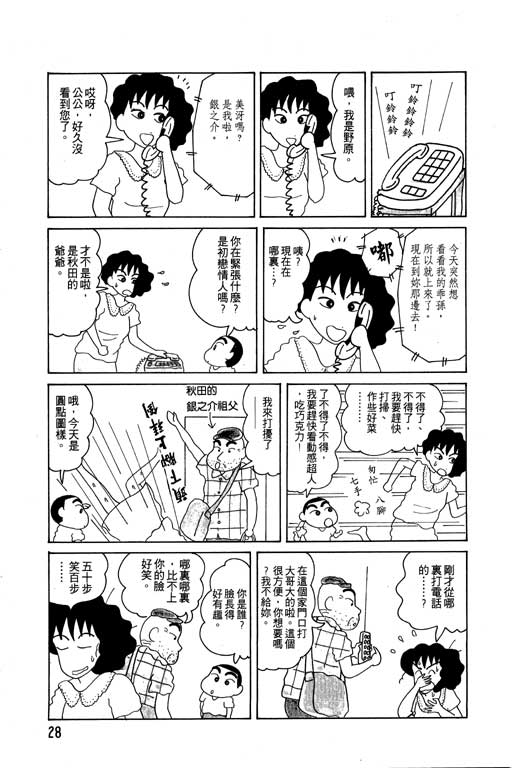 叮鈴鈴鈴鈴
叮鈴鈴鈴
喂，我是野原。
美牙嗎？
是我啦，
銀之介
哎呀，
公公，好久沒
看到您了。
今天突然想
看看我的乖孫，
所以就上來了。
現在到妳那邊去！
嘟
咦？
現在在
哪裏…？
你在緊張什麼？
是初戀情人嗎？
才不是啦，
是秋田的
爺爺。
不得了、
不得了，
我要趕快
打掃、
作些好菜
……
匆忙
七手
八腳
了不得了不得，
我要趕快看動感超人
，吃巧克力！
我來打擾了
秋田的
銀之介祖父
哦，今天是
圓點圖樣。
剛才從哪
裏打電話
的……？
在這個家門口打
大哥大的啦。這個
很方便，你想要嗎
？我不給妳。
你是誰？
臉長得
好有趣。
哪裏哪裏
，比不上
你的臉
好笑。
五十步
笑百步
28